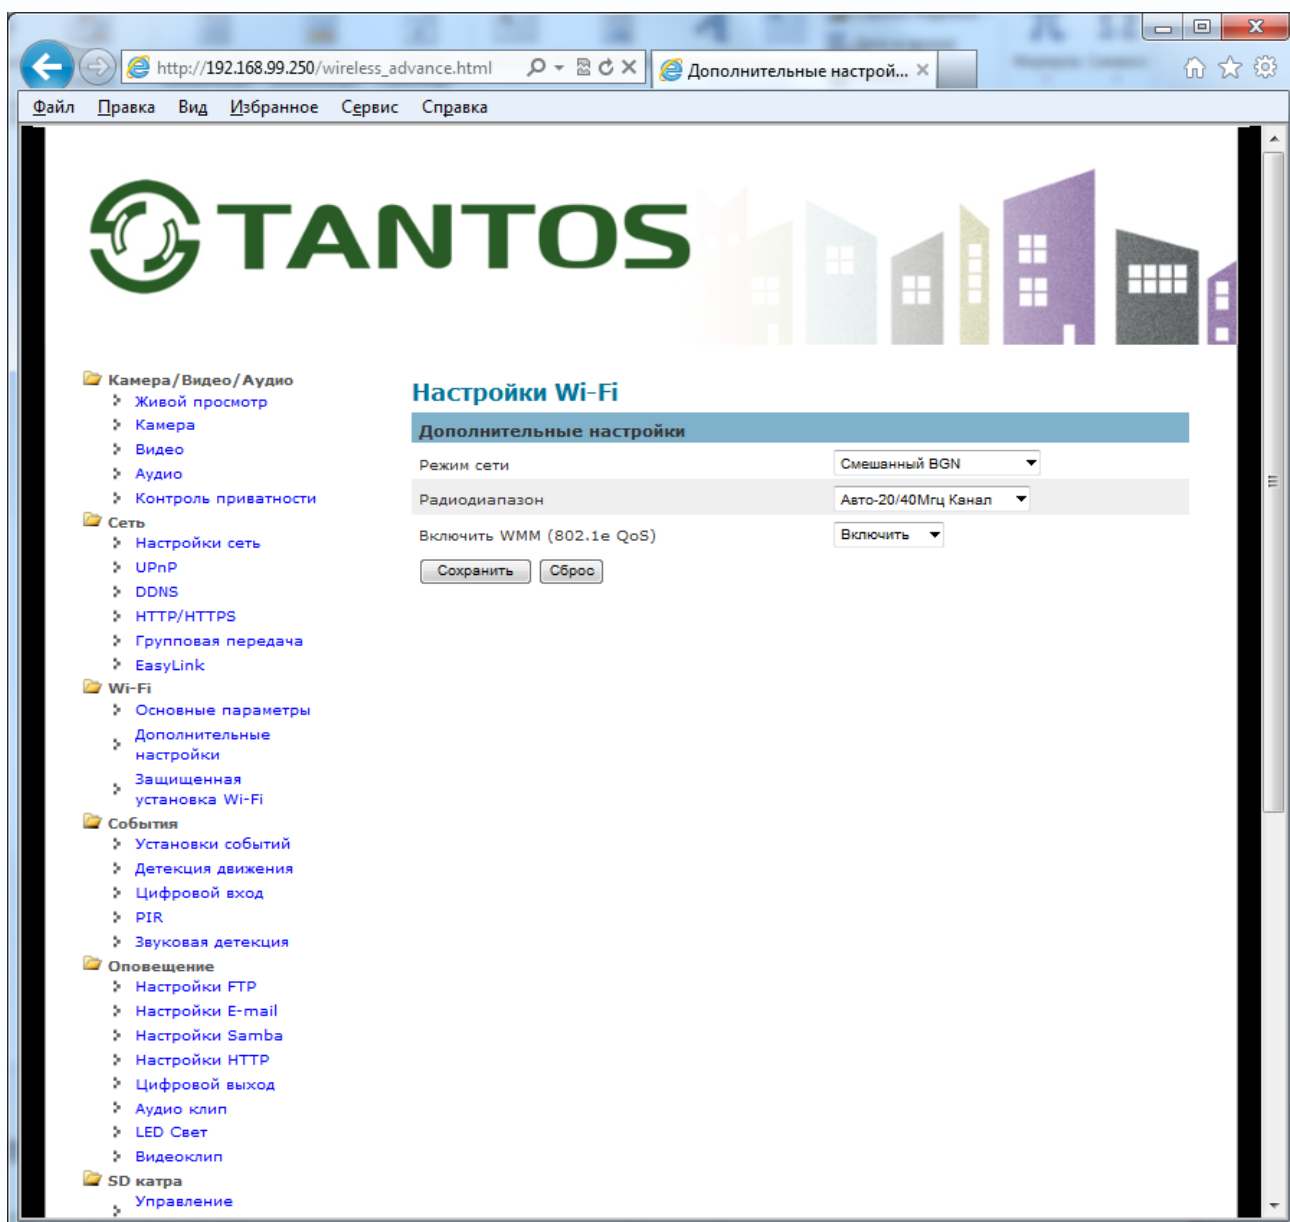 http://192.168.99.250/wireless_advance.html
Дополнительные настрой...
Файл Правка Вид Избранное Сервис Справка
TANTOS
Камера/Видео/Аудио
Живой просмотр
Камера
Видео
Аудио
Контроль приватности
Сеть
Настройки сеть
UPnP
DDNS
HTTP/HTTPS
Групповая передача
EasyLink
Wi-Fi
Основные параметры
Дополнительные
настройки
Защищенная
установка Wi-Fi
События
Установки событий
Детекция движения
Цифровой вход
PIR
Звуковая детекция
Оповещение
Настройки FTP
Настройки E-mail
Настройки Samba
Настройки HTTP
Цифровой выход
Аудио клип
LED Свет
Видеоклип
SD катра
Управление
Настройки Wi-Fi
Дополнительные настройки
Режим сети Смешанный BGN
Радиодиапазон Авто-20/40Мгц Канал
Включить WMM (802.1e QoS) Включить
Сохранить Сброс